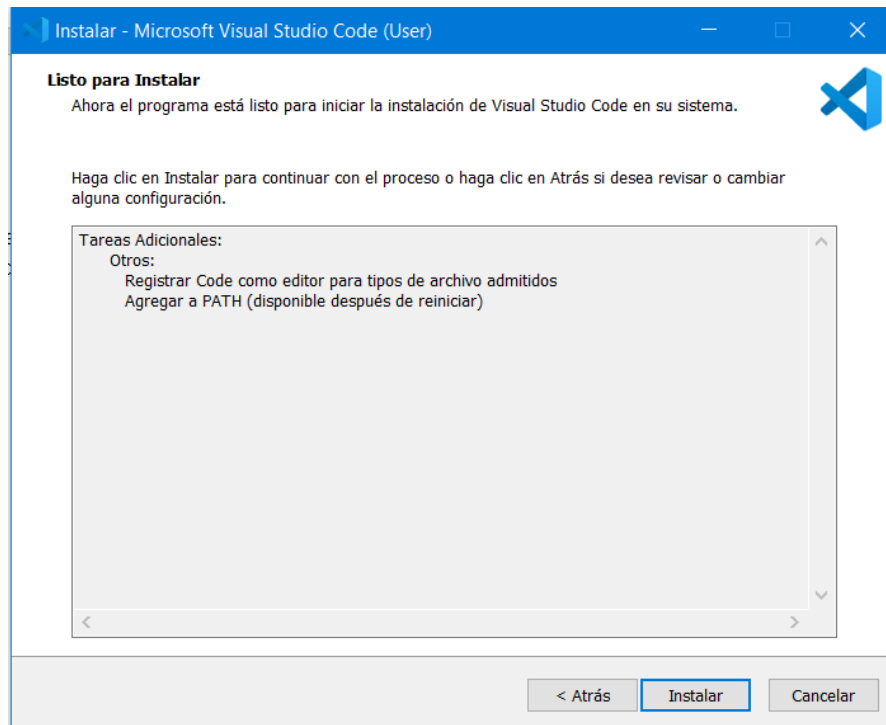 Instalar - Microsoft Visual Studio Code (User)
Listo para Instalar
Ahora el programa está listo para iniciar la instalación de Visual Studio Code en su sistema.
Haga clic en Instalar para continuar con el proceso o haga clic en Atrás si desea revisar o cambiar
alguna configuración.
Tareas Adicionales:
Otros:
Registrar Code como editor para tipos de archivo admitidos
Agregar a PATH (disponible después de reiniciar)
< Atrás Instalar Cancelar